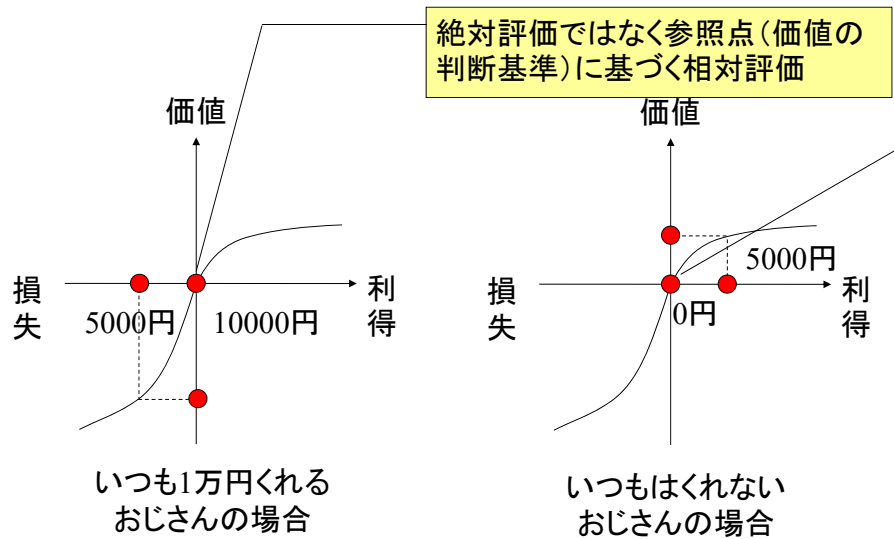 絶対評価ではなく参照点（価値の
判断基準）に基づく相対評価
価値
損失
5000円
10000円
利得
いつも1万円くれる
おじさんの場合
価値
損失
0円
5000円
利得
いつもはくれない
おじさんの場合